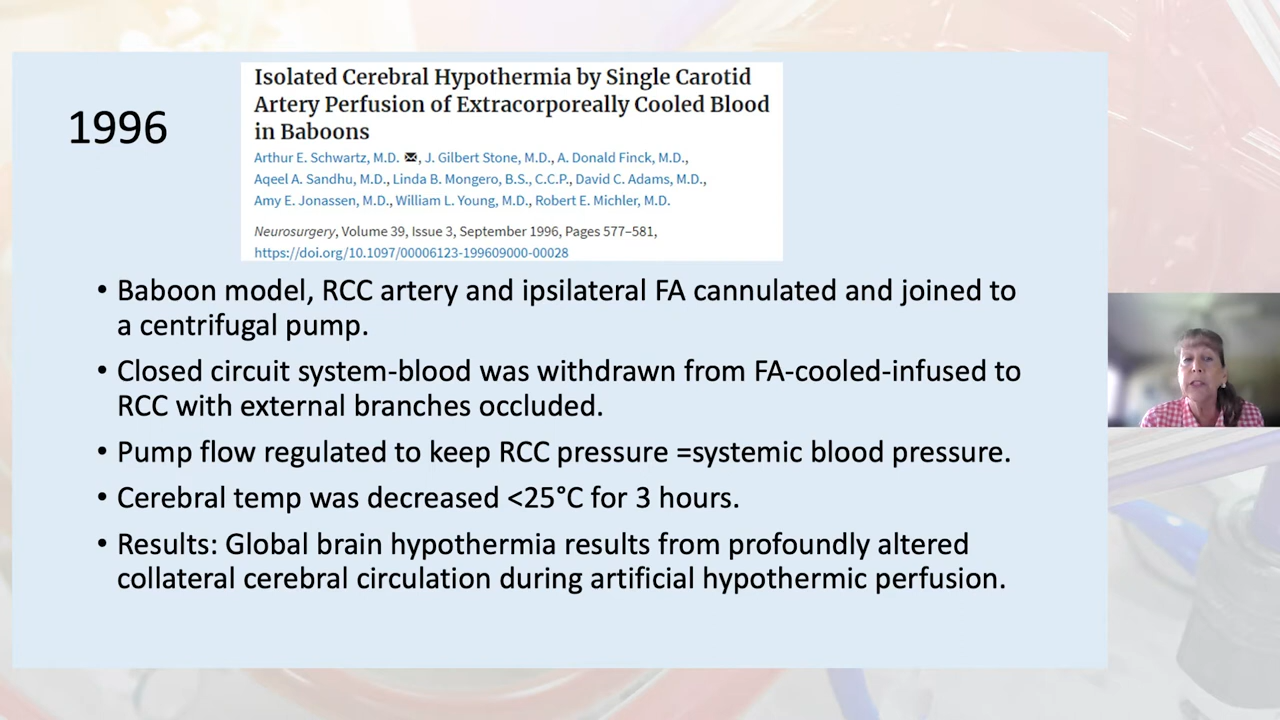 1996
Isolated Cerebral Hypothermia by Single Carotid
Artery Perfusion of Extracorporeally Cooled Blood
in Baboons
Arthur E. Schwartz, M.D. ✉, J. Gilbert Stone, M.D., A. Donald Finck, M.D.,
Aqeel A. Sandhu, M.D., Linda B. Mongero, B.S., C.C.P., David C. Adams, M.D.,
Amy E. Jonassen, M.D., William L. Young, M.D., Robert E. Michler, M.D.
Neurosurgery, Volume 39, Issue 3, September 1996, Pages 577–581,
https://doi.org/10.1097/00006123-199609000-00028
• Baboon model, RCC artery and ipsilateral FA cannulated and joined to
a centrifugal pump.
• Closed circuit system-blood was withdrawn from FA-cooled-infused to
RCC with external branches occluded.
• Pump flow regulated to keep RCC pressure =systemic blood pressure.
• Cerebral temp was decreased <25°C for 3 hours.
• Results: Global brain hypothermia results from profoundly altered
collateral cerebral circulation during artificial hypothermic perfusion.